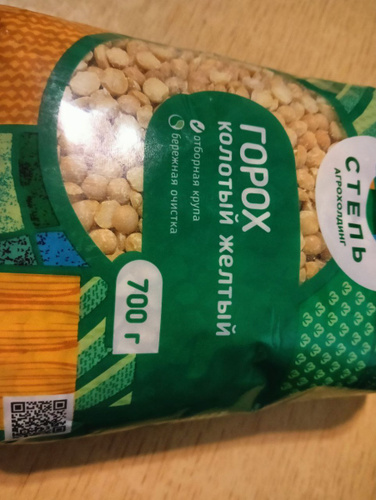 СТЕПЬ
АГРОХОЛДИНГ
ГОРОХ
КОЛОТЫЙ ЖЕЛТЫЙ
отборная крупа
бережная очистка
700 г